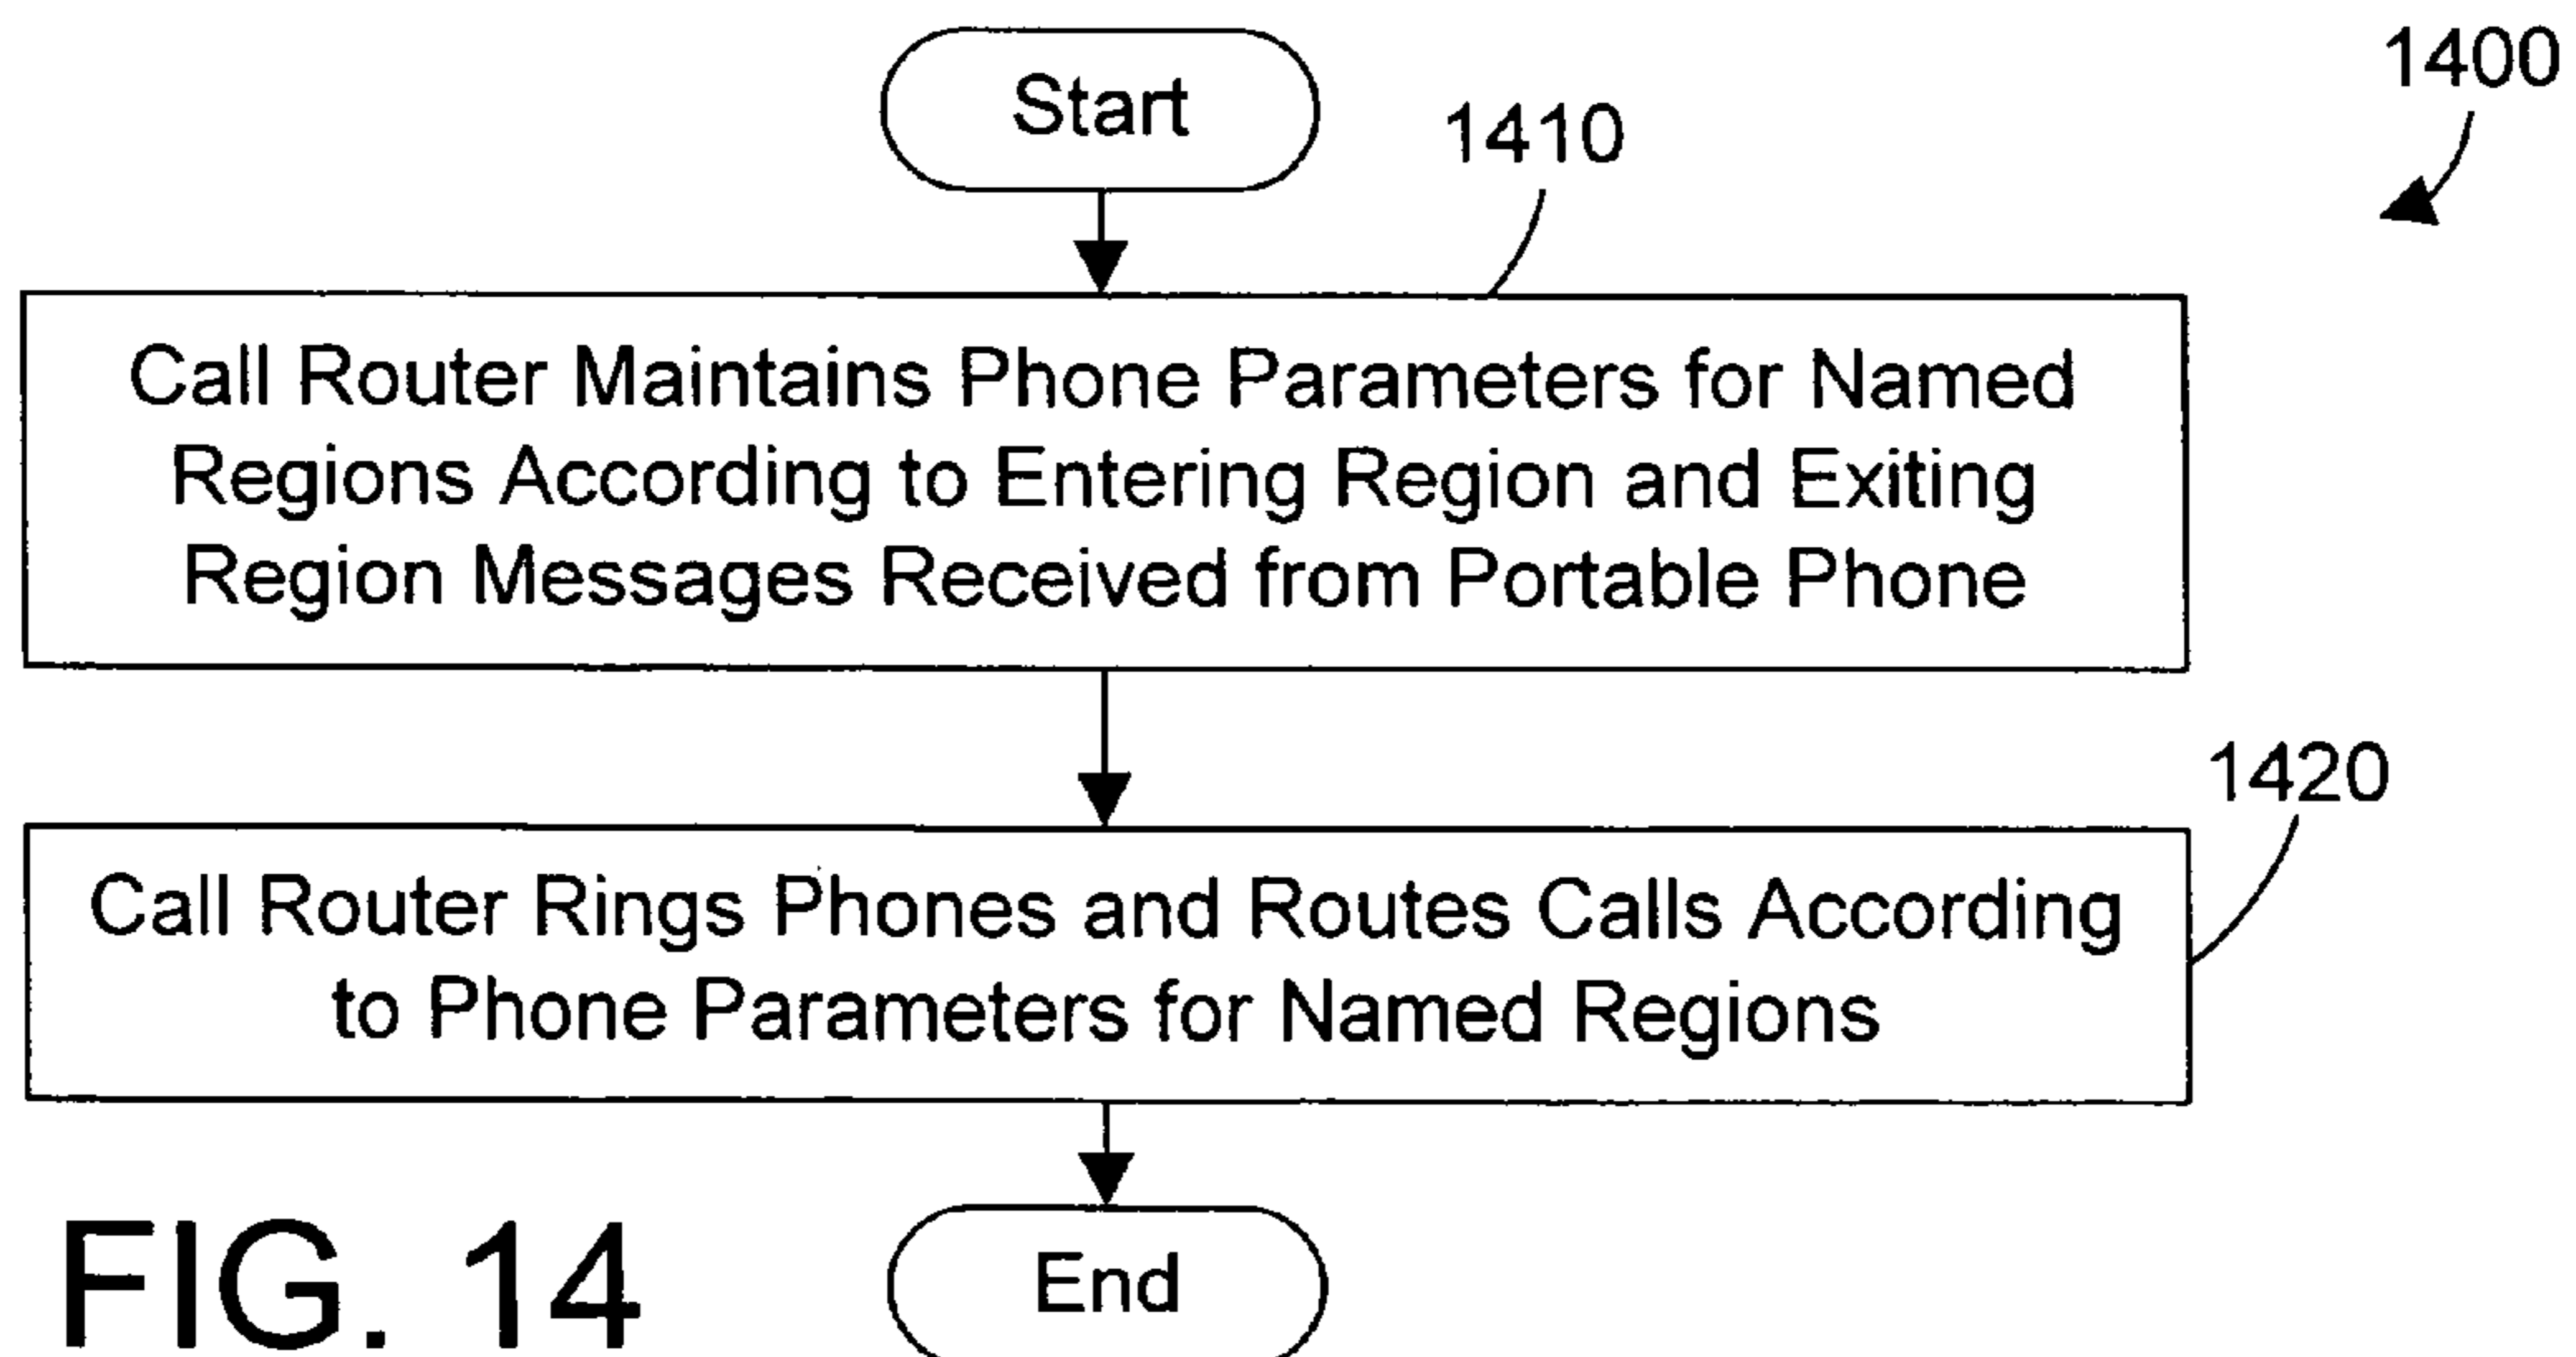 1400
Start
1410
Call Router Maintains Phone Parameters for Named
Regions According to Entering Region and Exiting
Region Messages Received from Portable Phone
1420
Call Router Rings Phones and Routes Calls According
to Phone Parameters for Named Regions
End
FIG. 14